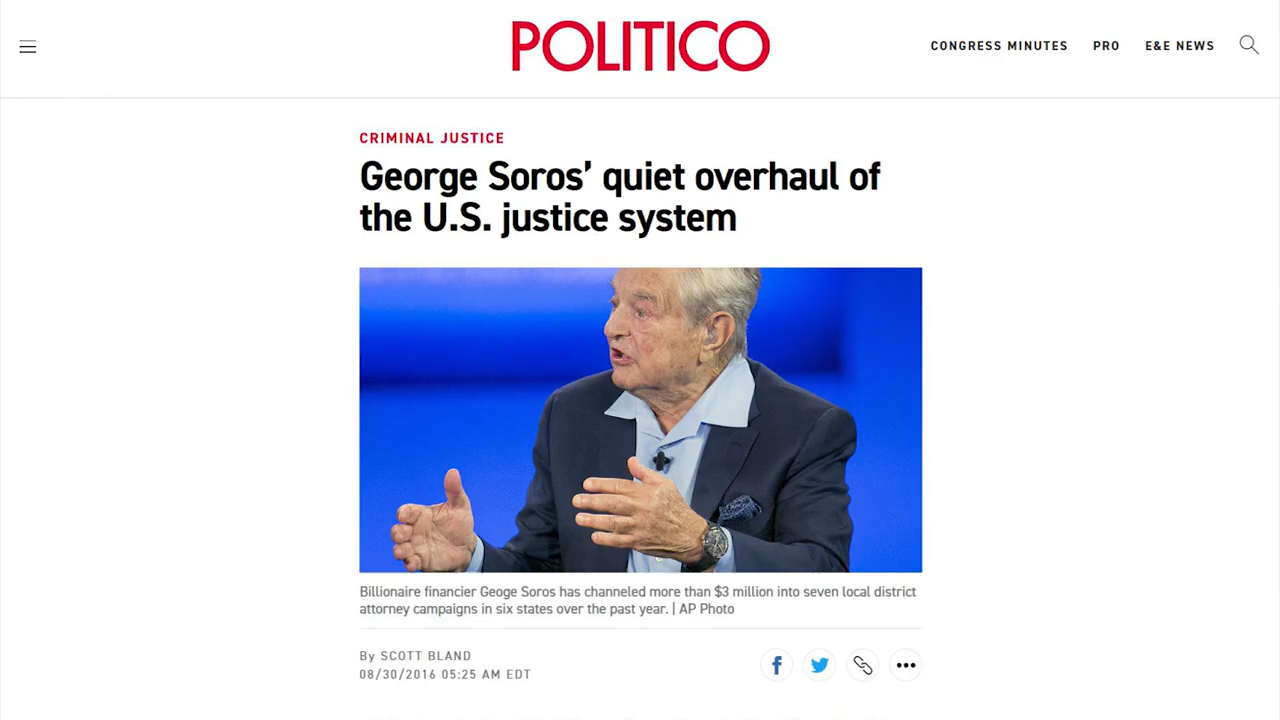 POLITICO
CONGRESS MINUTES PRO E&E NEWS
CRIMINAL JUSTICE
George Soros’ quiet overhaul of
the U.S. justice system
Billionaire financier Geoge Soros has channeled more than $3 million into seven local district
attorney campaigns in six states over the past year. | AP Photo
By SCOTT BLAND
08/30/2016 05:25 AM EDT